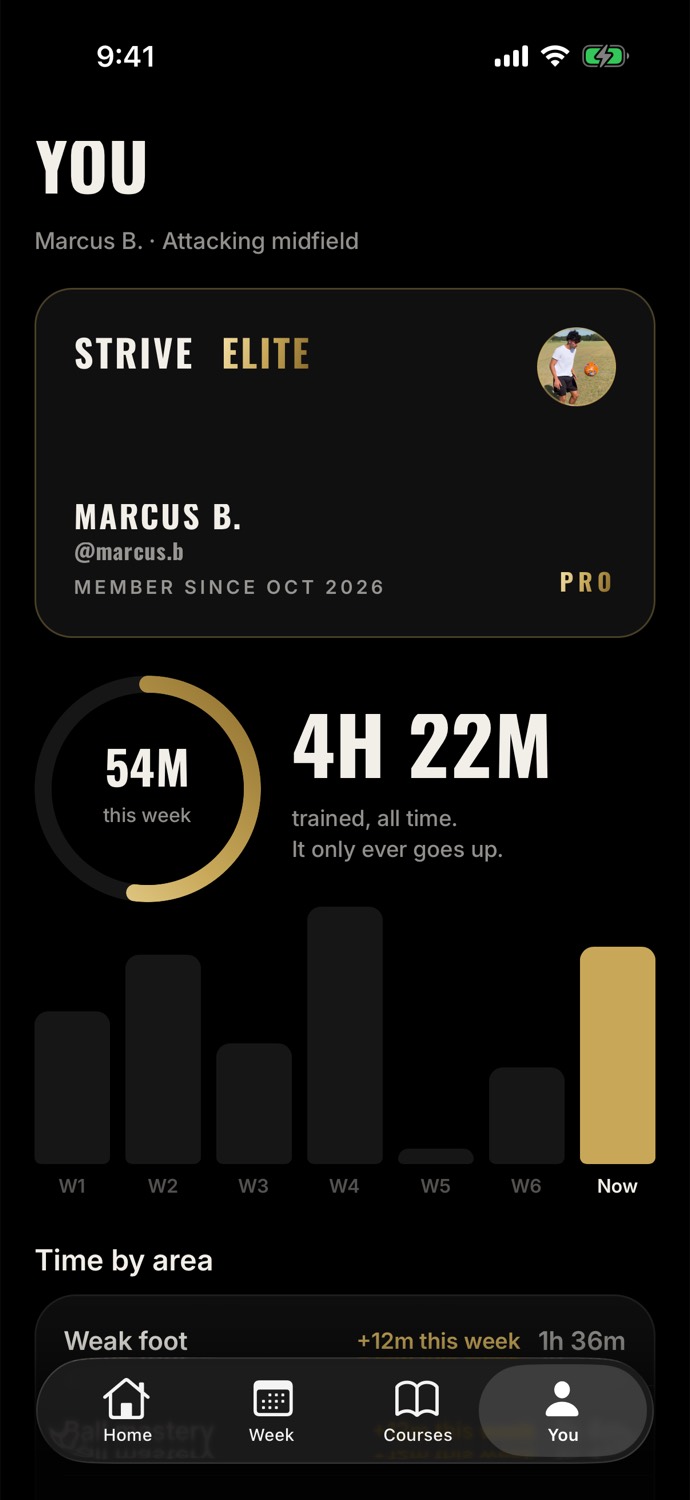 9:41
YOU
Marcus B. · Attacking midfield
STRIVE ELITE
MARCUS B.
@marcus.b
MEMBER SINCE OCT 2026
PRO
54M
this week
4H 22M
trained, all time.
It only ever goes up.
W1 W2 W3 W4 W5 W6 Now
Time by area
Weak foot +12m this week 1h 36m
Home Week Courses You